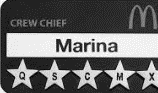 CREW CHIEF
Marina
Q S C M X